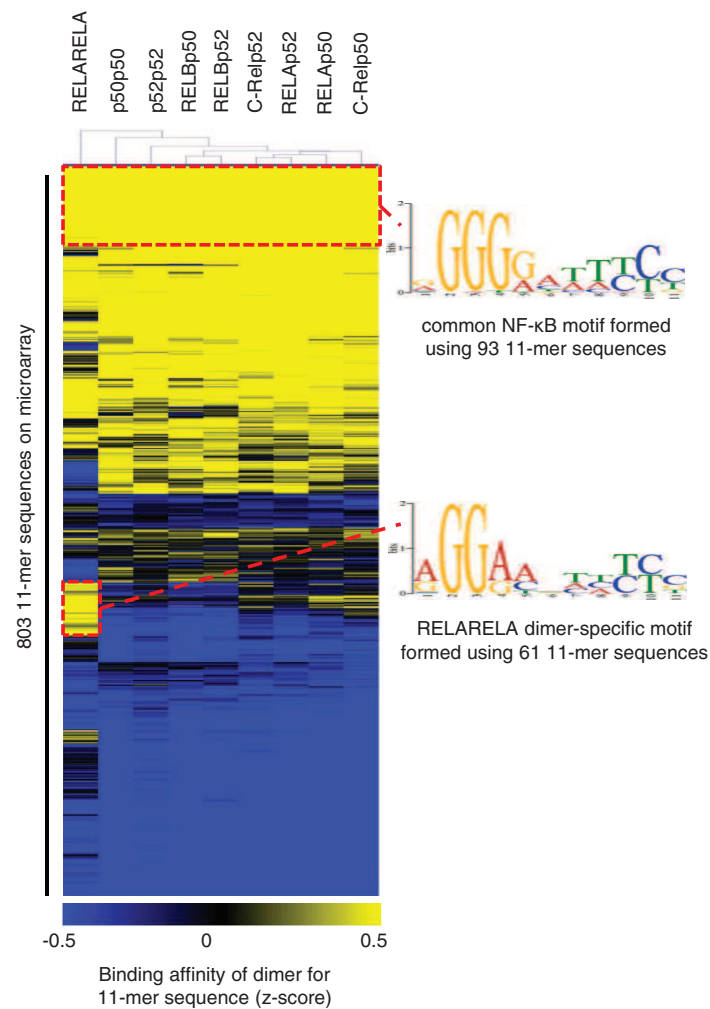 RELARELA
p50p50
p52p52
RELBp50
RELBp52
C-Relp52
RELAp52
RELAp50
C-Relp50
803 11-mer sequences on microarray
2
bits
1
0
common NF-κB motif formed
using 93 11-mer sequences
2
bits
1
0
RELARELA dimer-specific motif
formed using 61 11-mer sequences
-0.5
0
0.5
Binding affinity of dimer for
11-mer sequence (z-score)